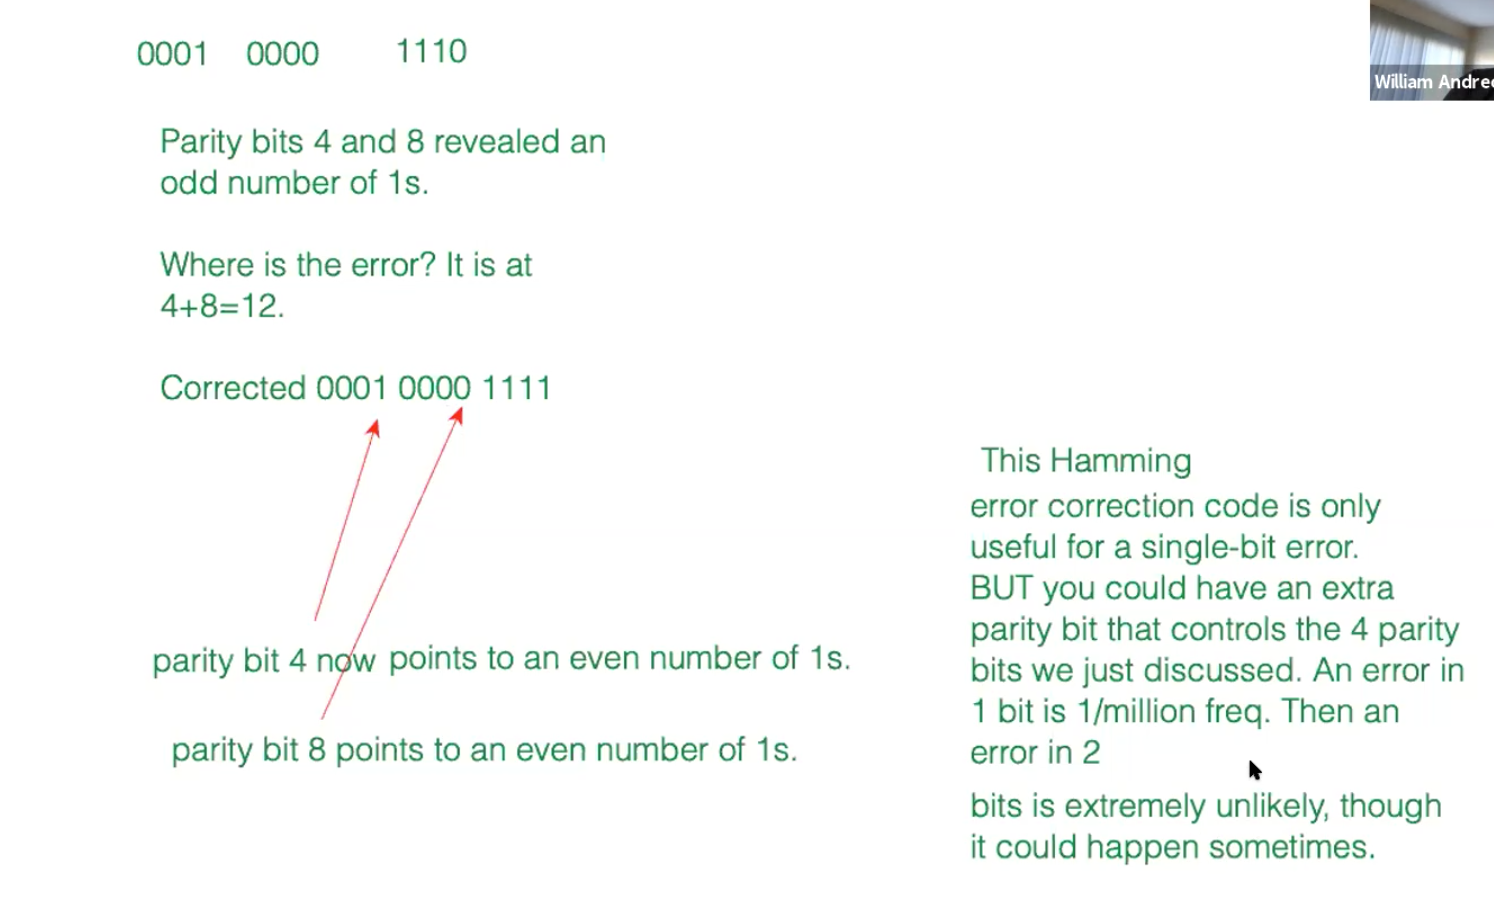 0001 0000 1110
William Andre
Parity bits 4 and 8 revealed an
odd number of 1s.
Where is the error? It is at
4+8=12.
Corrected 0001 0000 1111
parity bit 4 now points to an even number of 1s.
parity bit 8 points to an even number of 1s.
This Hamming
error correction code is only
useful for a single-bit error.
BUT you could have an extra
parity bit that controls the 4 parity
bits we just discussed. An error in
1 bit is 1/million freq. Then an
error in 2
bits is extremely unlikely, though
it could happen sometimes.